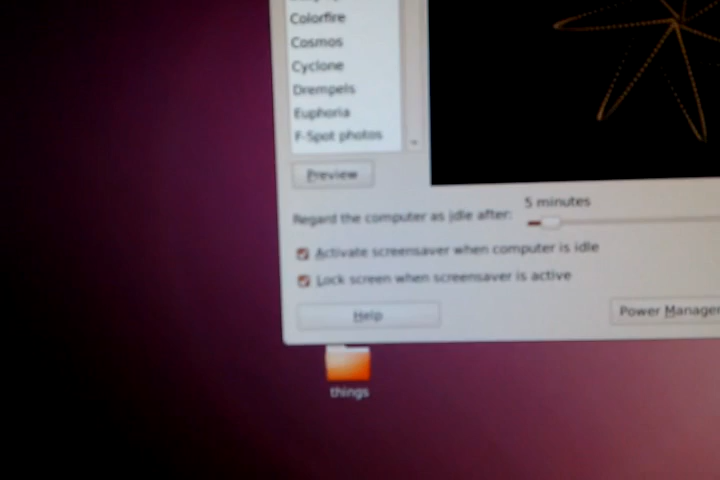 Colorfire
Cosmos
Cyclone
Drempels
Euphoria
F-Spot photos
Preview
5 minutes
Regard the computer as idle after:
Activate screensaver when computer is idle
Lock screen when screensaver is active
Help
Power Manager
things